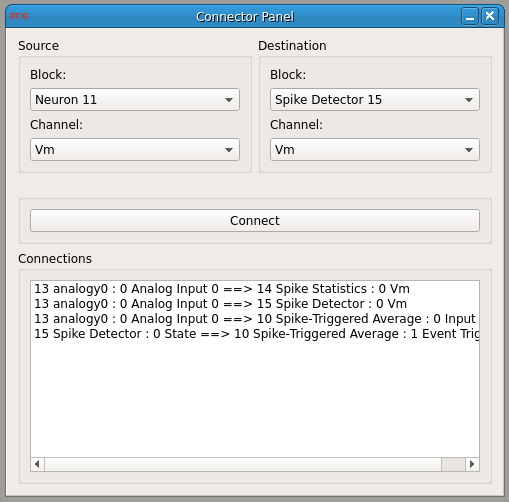 Connector Panel
Source
Destination
Block:
Block:
Neuron 11
Spike Detector 15
Channel:
Channel:
Vm
Vm
Connect
Connections
13 analogy0 : 0 Analog Input 0 ==> 14 Spike Statistics : 0 Vm
13 analogy0 : 0 Analog Input 0 ==> 15 Spike Detector : 0 Vm
13 analogy0 : 0 Analog Input 0 ==> 10 Spike-Triggered Average : 0 Input
15 Spike Detector : 0 State ==> 10 Spike-Triggered Average : 1 Event Trig